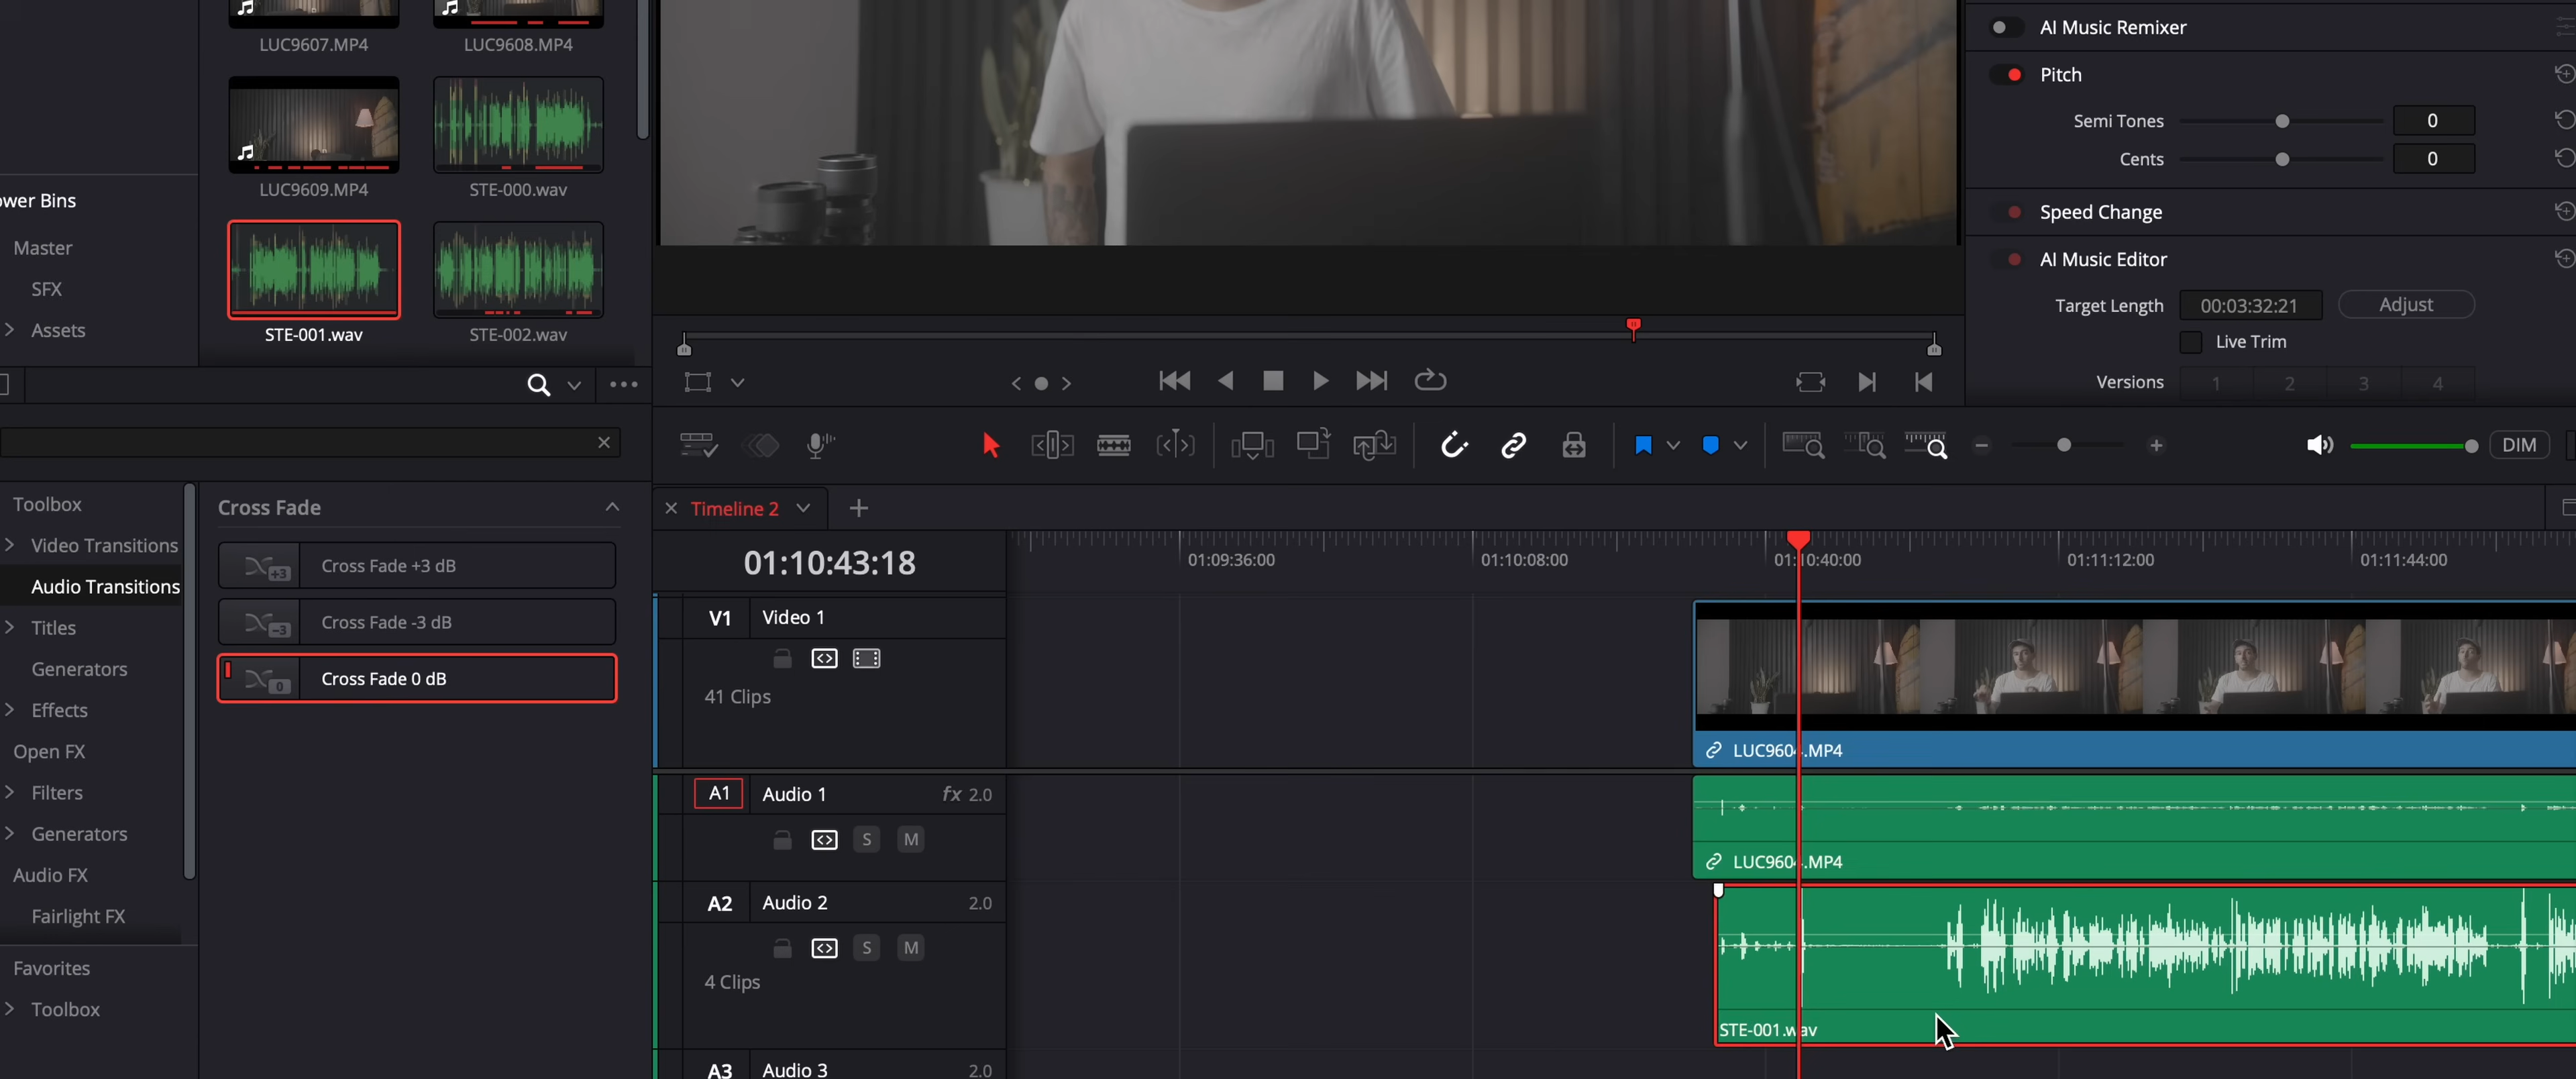 LUC9607.MP4
LUC9608.MP4
LUC9609.MP4
STE-000.wav
STE-001.wav
STE-002.wav
ower Bins
Master
SFX
Assets
AI Music Remixer
Pitch
Semi Tones 0
Cents 0
Speed Change
AI Music Editor
Target Length 00:03:32:21 Adjust
Live Trim
Versions 1 2 3 4
DIM
Toolbox
Video Transitions
Audio Transitions
Titles
Generators
Effects
Open FX
Filters
Generators
Audio FX
Fairlight FX
Favorites
Toolbox
Cross Fade
+3 Cross Fade +3 dB
-3 Cross Fade -3 dB
0 Cross Fade 0 dB
Timeline 2
01:10:43:18
01:09:36:00 01:10:08:00 01:10:40:00 01:11:12:00 01:11:44:00
V1 Video 1
41 Clips
LUC9604.MP4
A1 Audio 1 fx 2.0
S M
LUC9604.MP4
A2 Audio 2 2.0
S M
4 Clips
STE-001.wav
A3 Audio 3 2.0